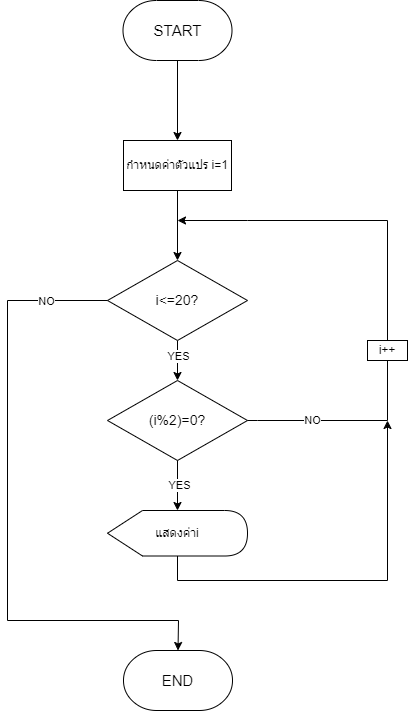 START
กำหนดค่าตัวแปร i=1
i<=20?
NO
YES
i++
(i%2)=0?
NO
YES
แสดงค่าi
END